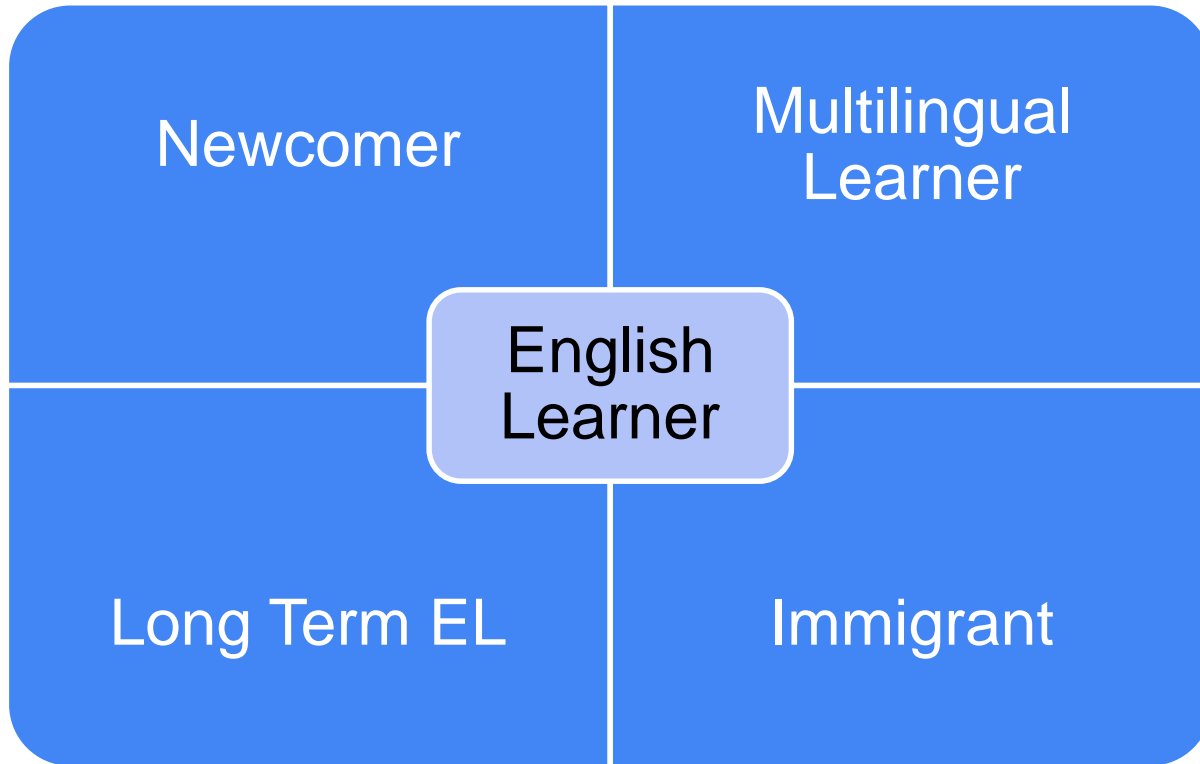 Newcomer
Multilingual
Learner
English
Learner
Long Term EL
Immigrant